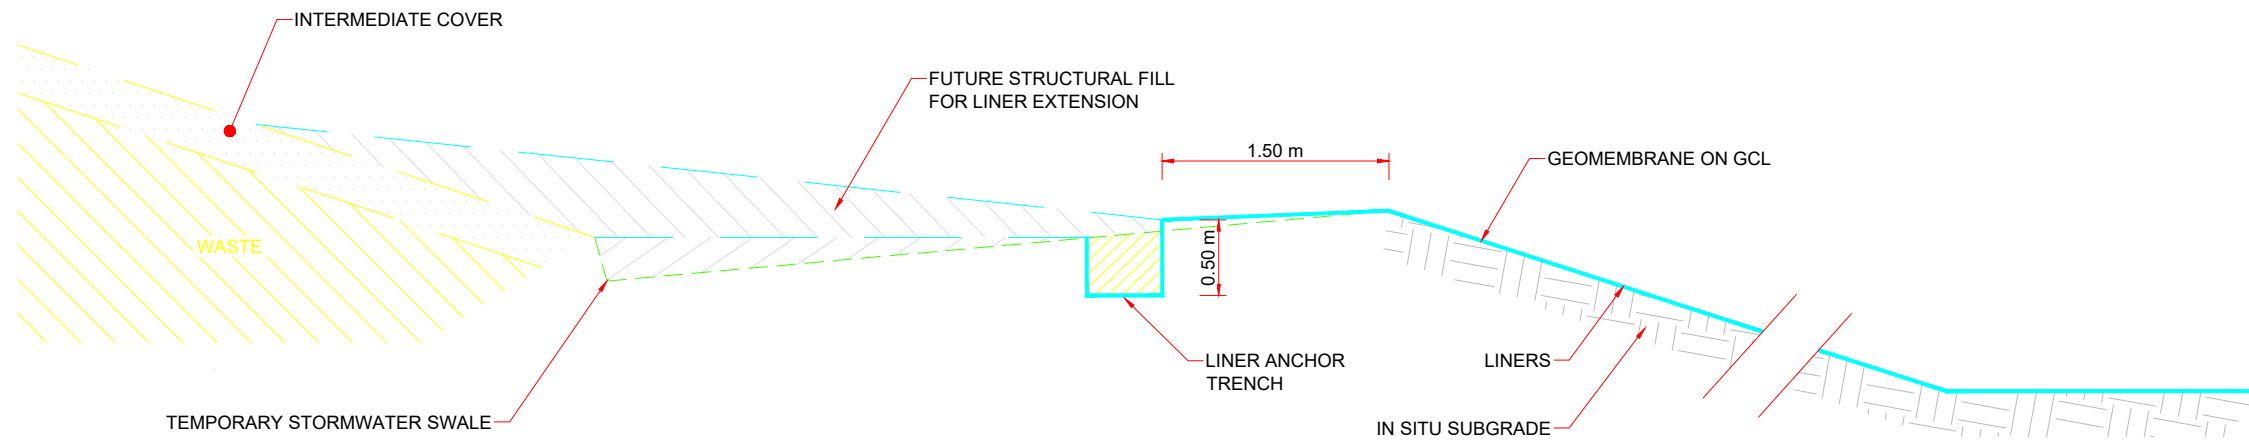 INTERMEDIATE COVER
FUTURE STRUCTURAL FILL
FOR LINER EXTENSION
1.50 m
GEOMEMBRANE ON GCL
WASTE
0.50 m
LINER ANCHOR
TRENCH
LINERS
TEMPORARY STORMWATER SWALE
IN SITU SUBGRADE